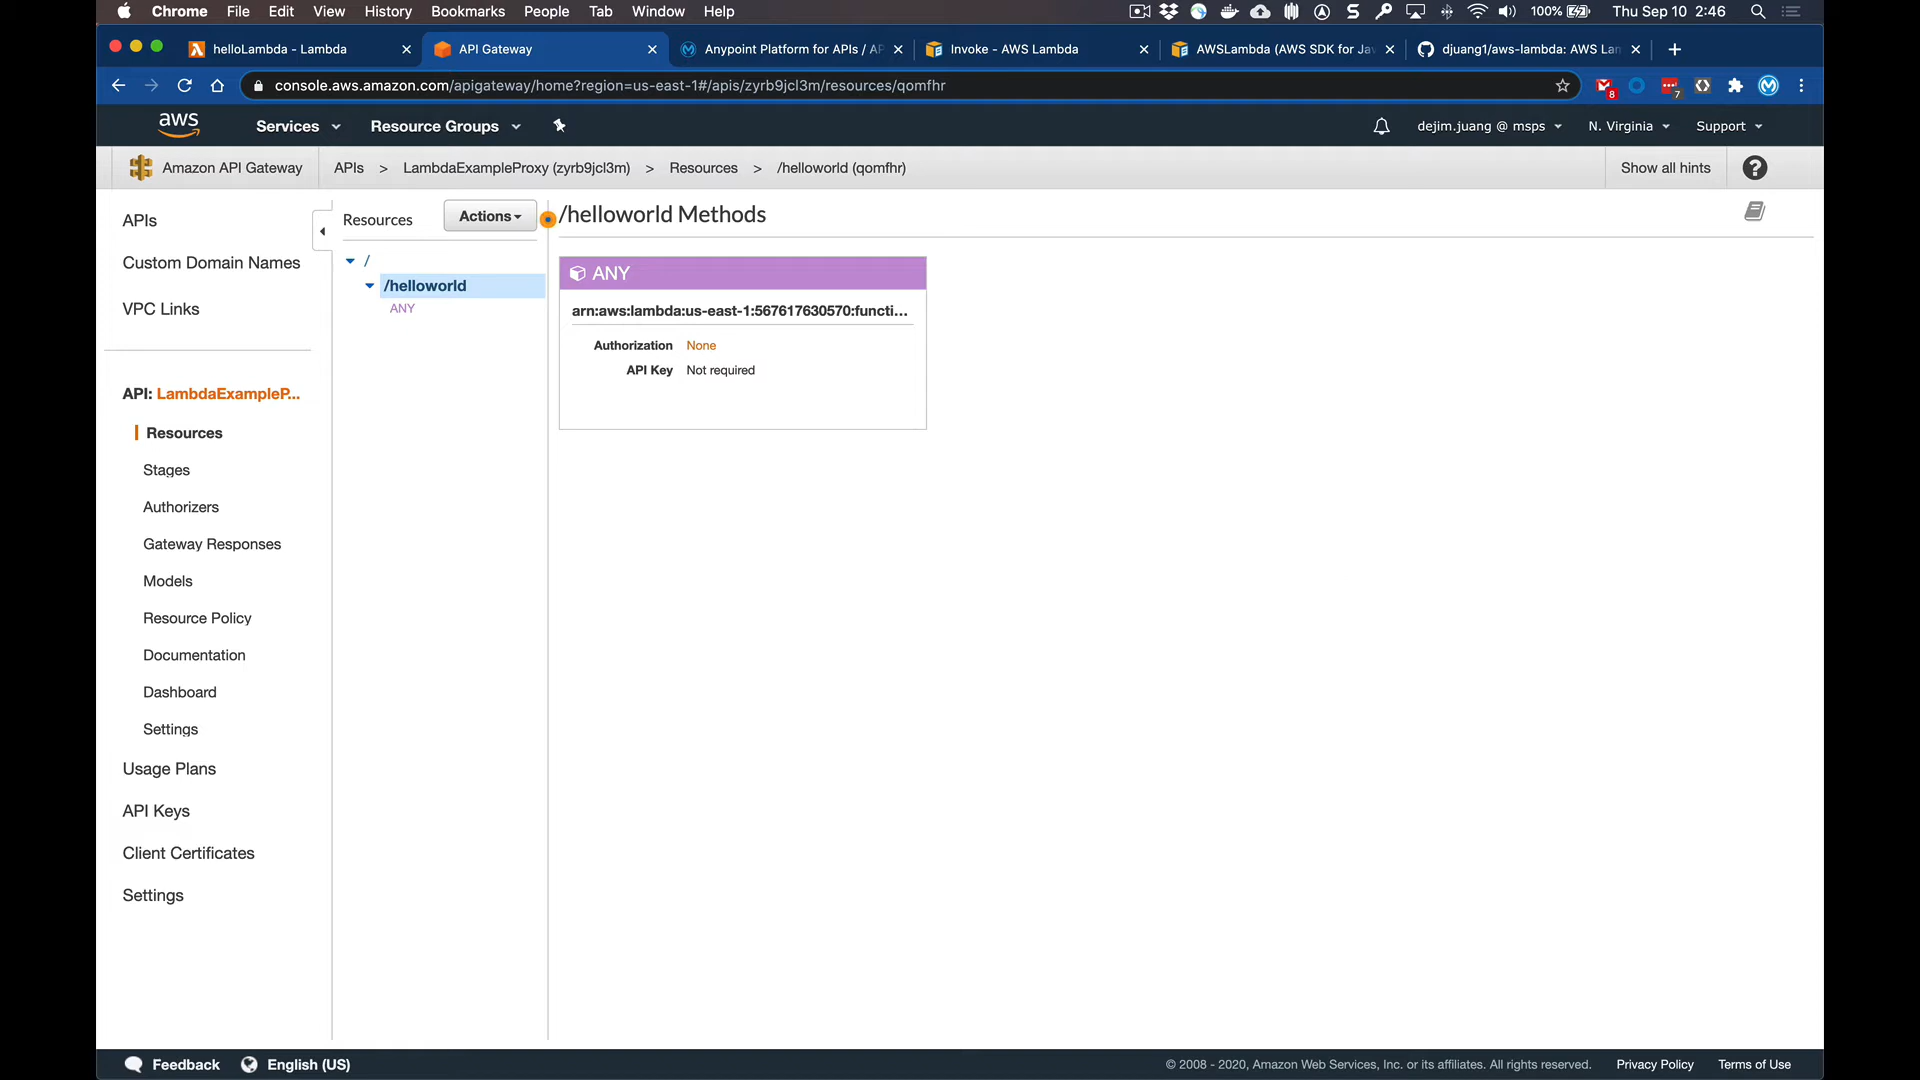 Chrome File Edit View History Bookmarks People Tab Window Help 100% Thu Sep 10 2:46
helloLambda - Lambda API Gateway Anypoint Platform for APIs / AP Invoke - AWS Lambda AWSLambda (AWS SDK for Jav djuang1/aws-lambda: AWS Lam
console.aws.amazon.com/apigateway/home?region=us-east-1#/apis/zyrb9jcl3m/resources/qomfhr 8 7
aws Services Resource Groups dejim.juang @ msps N. Virginia Support
Amazon API Gateway APIs > LambdaExampleProxy (zyrb9jcl3m) > Resources > /helloworld (qomfhr) Show all hints ?
APIs
Custom Domain Names
VPC Links
API: LambdaExampleP...
Resources
Stages
Authorizers
Gateway Responses
Models
Resource Policy
Documentation
Dashboard
Settings
Usage Plans
API Keys
Client Certificates
Settings
Resources Actions
/
/helloworld
ANY
/helloworld Methods
ANY
arn:aws:lambda:us-east-1:567617630570:functi...
Authorization None
API Key Not required
Feedback English (US) © 2008 - 2020, Amazon Web Services, Inc. or its affiliates. All rights reserved. Privacy Policy Terms of Use